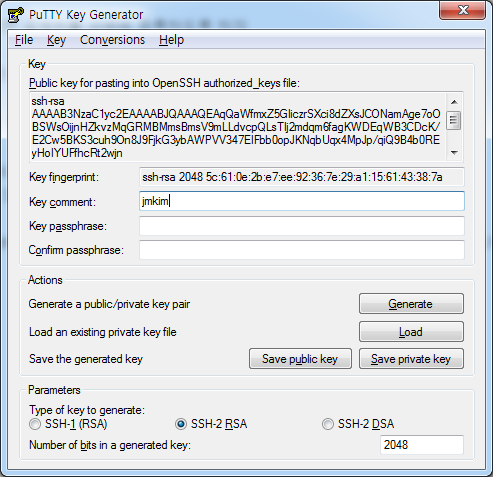 PuTTY Key Generator
File Key Conversions Help
Key
Public key for pasting into OpenSSH authorized_keys file:
ssh-rsa
AAAAB3NzaC1yc2EAAAABJQAAAQEAqQaWfmxZ5GliczrSXci8dZXsJCONamAge7oO
BSWsOijnHZkvzMqGRMBMmsBmsV9mLLdvcpQLsTlj2mdqm6fagKWDEqWB3CDcK/
E2Cw5BKS3cuh9On8J9FjkG3ybAWPVV347ElFbb0opJKNqbUqx4MpJp/qiQ9B4b0RE
yHolYUFfhcRt2wjn
Key fingerprint: ssh-rsa 2048 5c:61:0e:2b:e7:ee:92:36:7e:29:a1:15:61:43:38:7a
Key comment: jmkim
Key passphrase:
Confirm passphrase:
Actions
Generate a public/private key pair Generate
Load an existing private key file Load
Save the generated key Save public key Save private key
Parameters
Type of key to generate:
SSH-1 (RSA) SSH-2 RSA SSH-2 DSA
Number of bits in a generated key: 2048